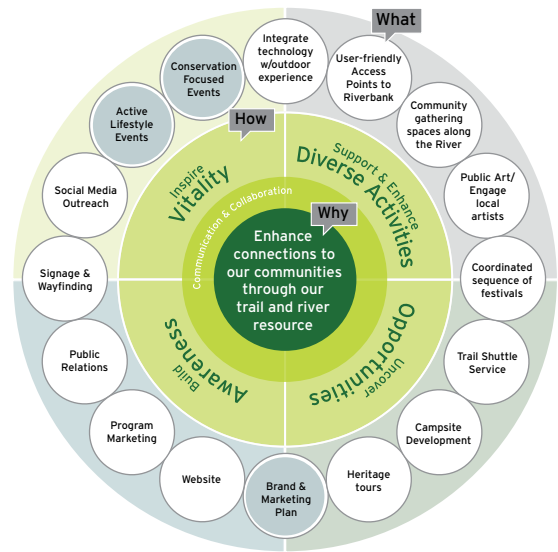 What
Integrate
technology
w/outdoor
experience
User-friendly
Access
Points to
Riverbank
Community
gathering
spaces along
the River
Public Art/
Engage
local
artists
Coordinated
sequence of
festivals
Trail Shuttle
Service
Campsite
Development
Heritage
tours
Brand &
Marketing
Plan
Website
Program
Marketing
Public
Relations
Signage &
Wayfinding
Social Media
Outreach
Active
Lifestyle
Events
Conservation
Focused
Events
How
Inspire
Vitality
Support & Enhance
Diverse Activities
Uncover
Opportunities
Build
Awareness
Communication & Collaboration
Why
Enhance
connections to
our communities
through our
trail and river
resource